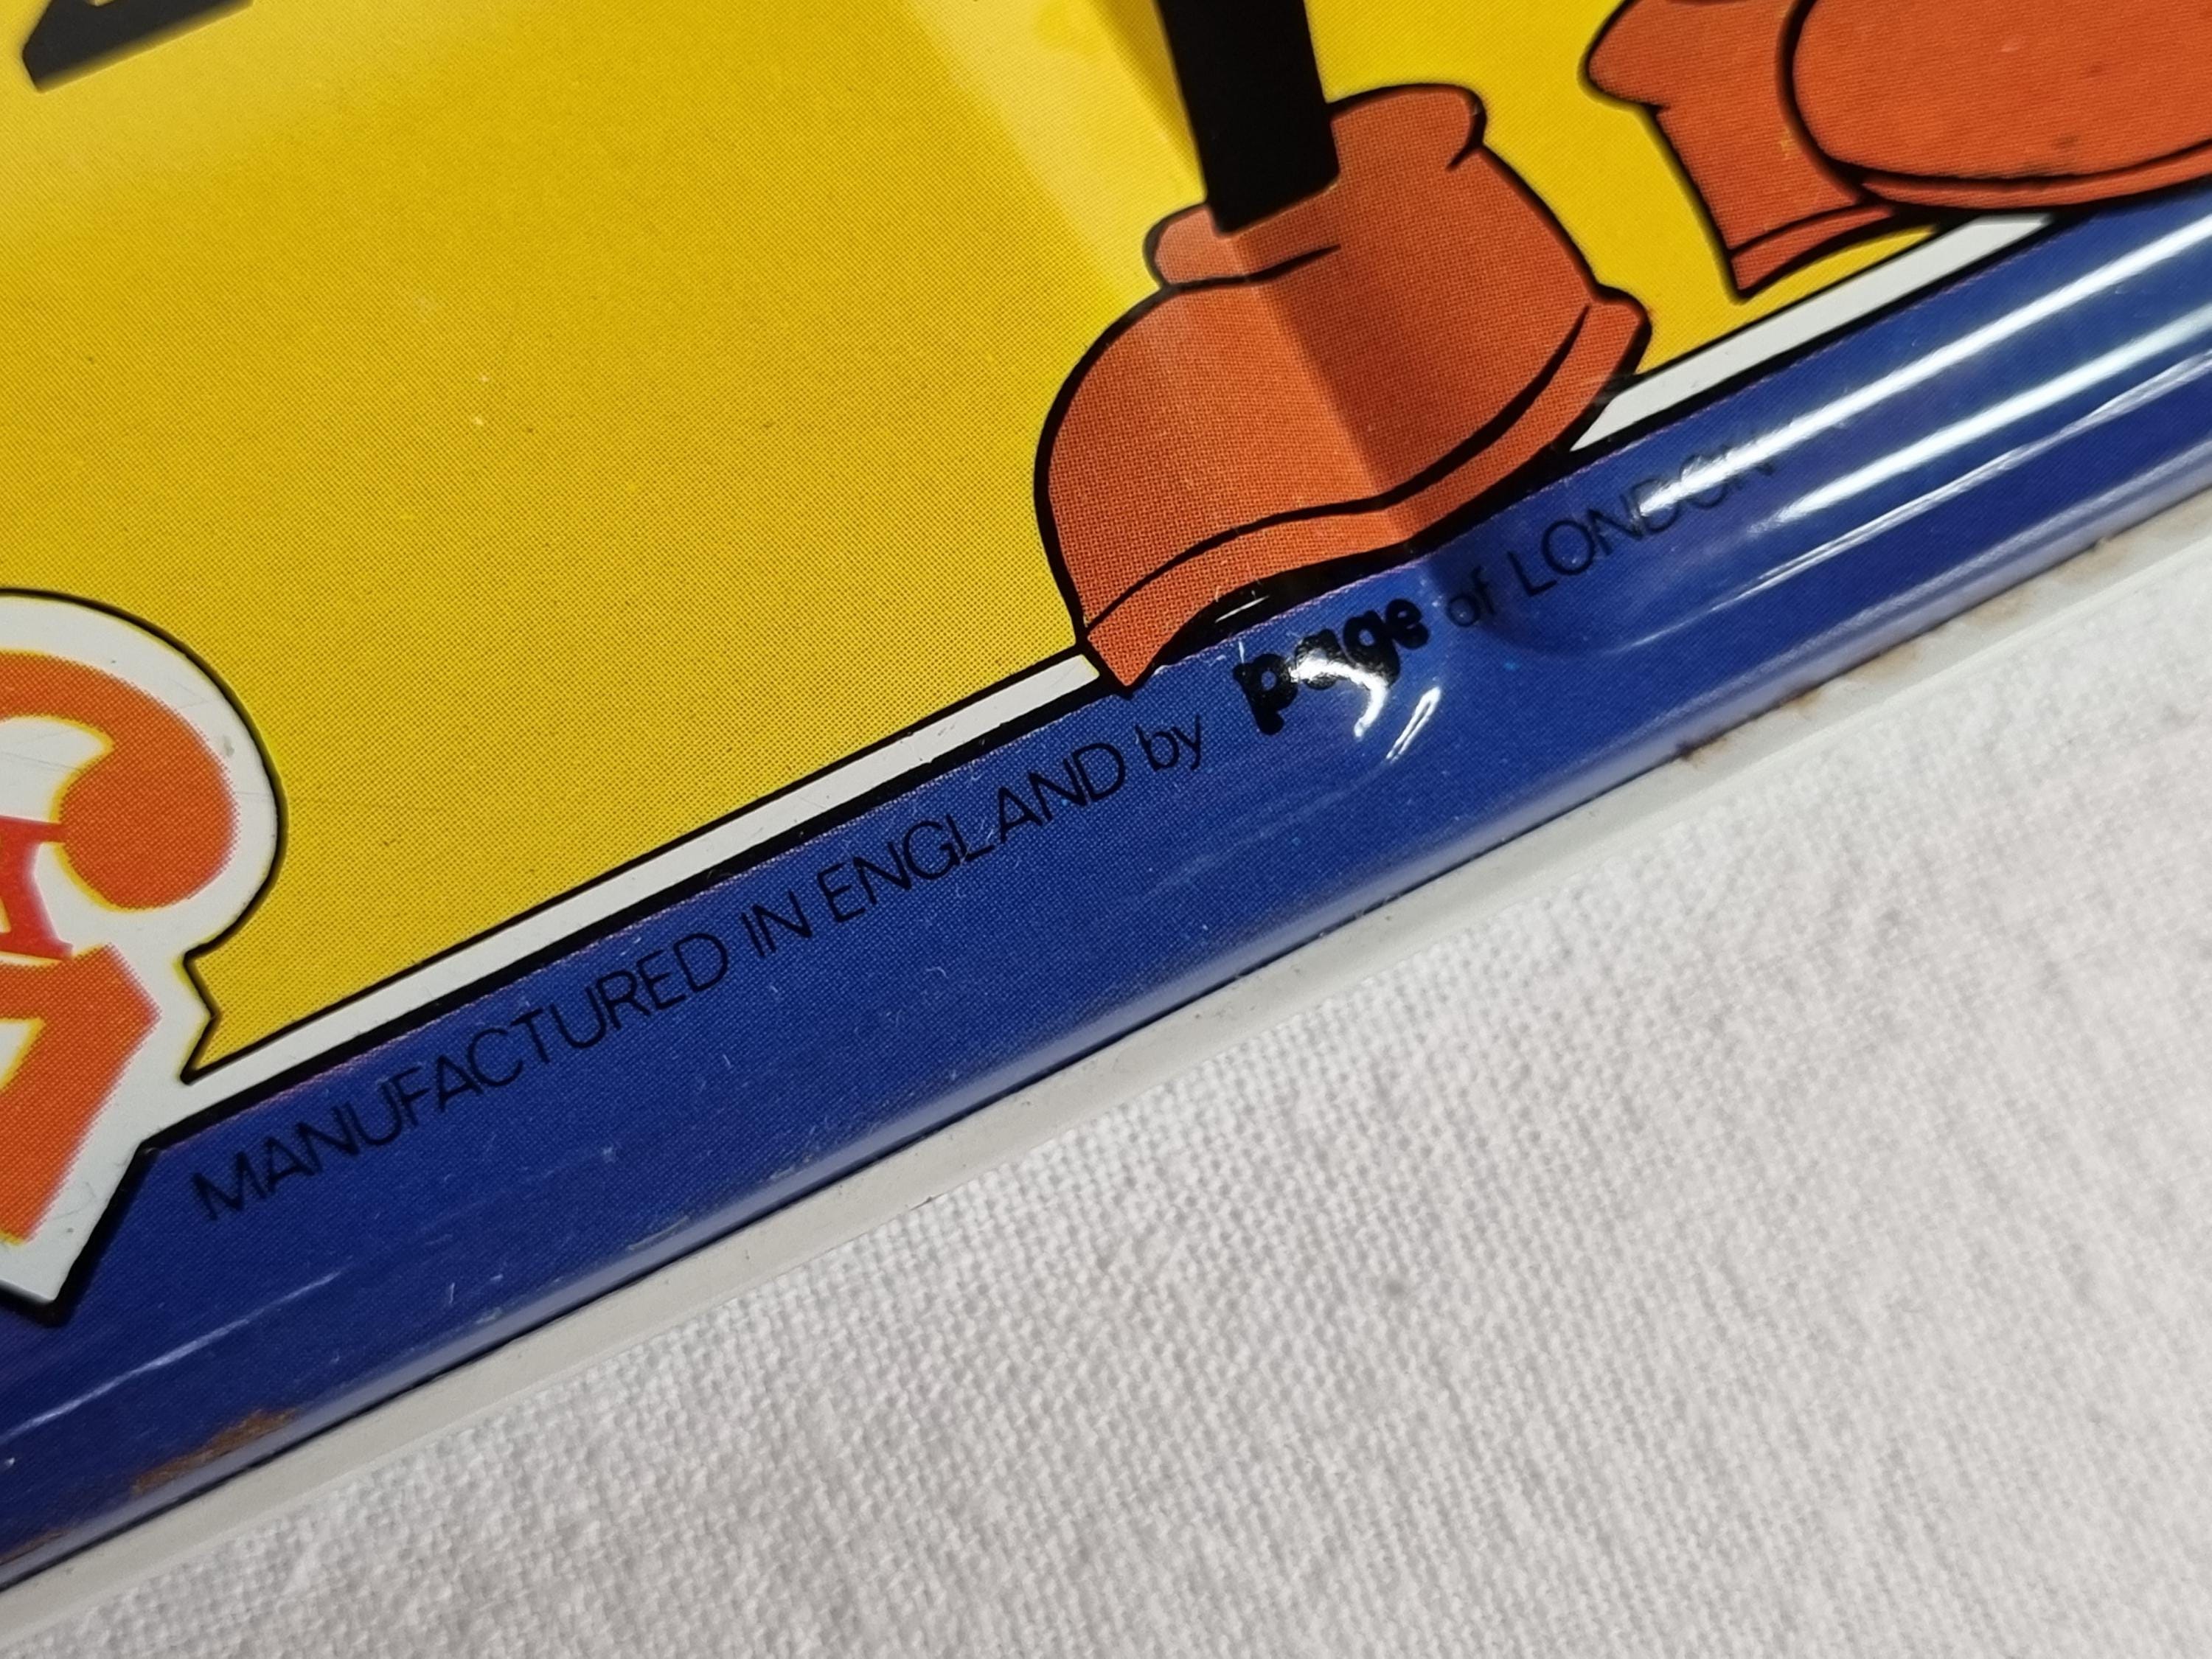 MANUFACTURED IN ENGLAND by page of LONDON